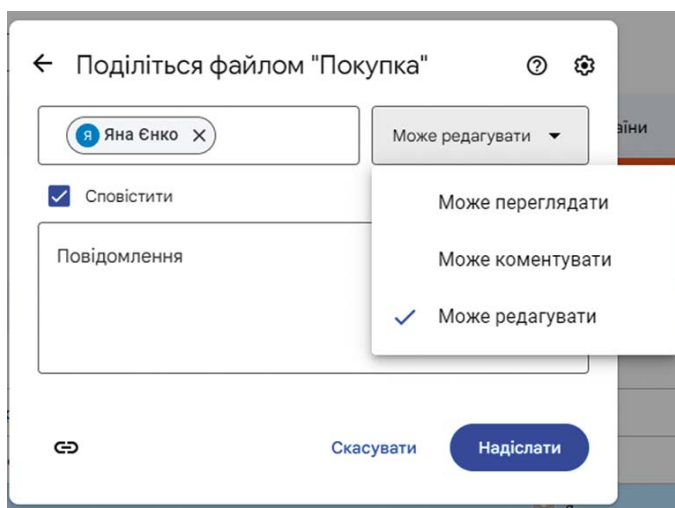 Поділіться файлом "Покупка"
Я Яна Єнко
Може редагувати
Сповістити
Може переглядати
Повідомлення
Може коментувати
Може редагувати
Скасувати
Надіслати